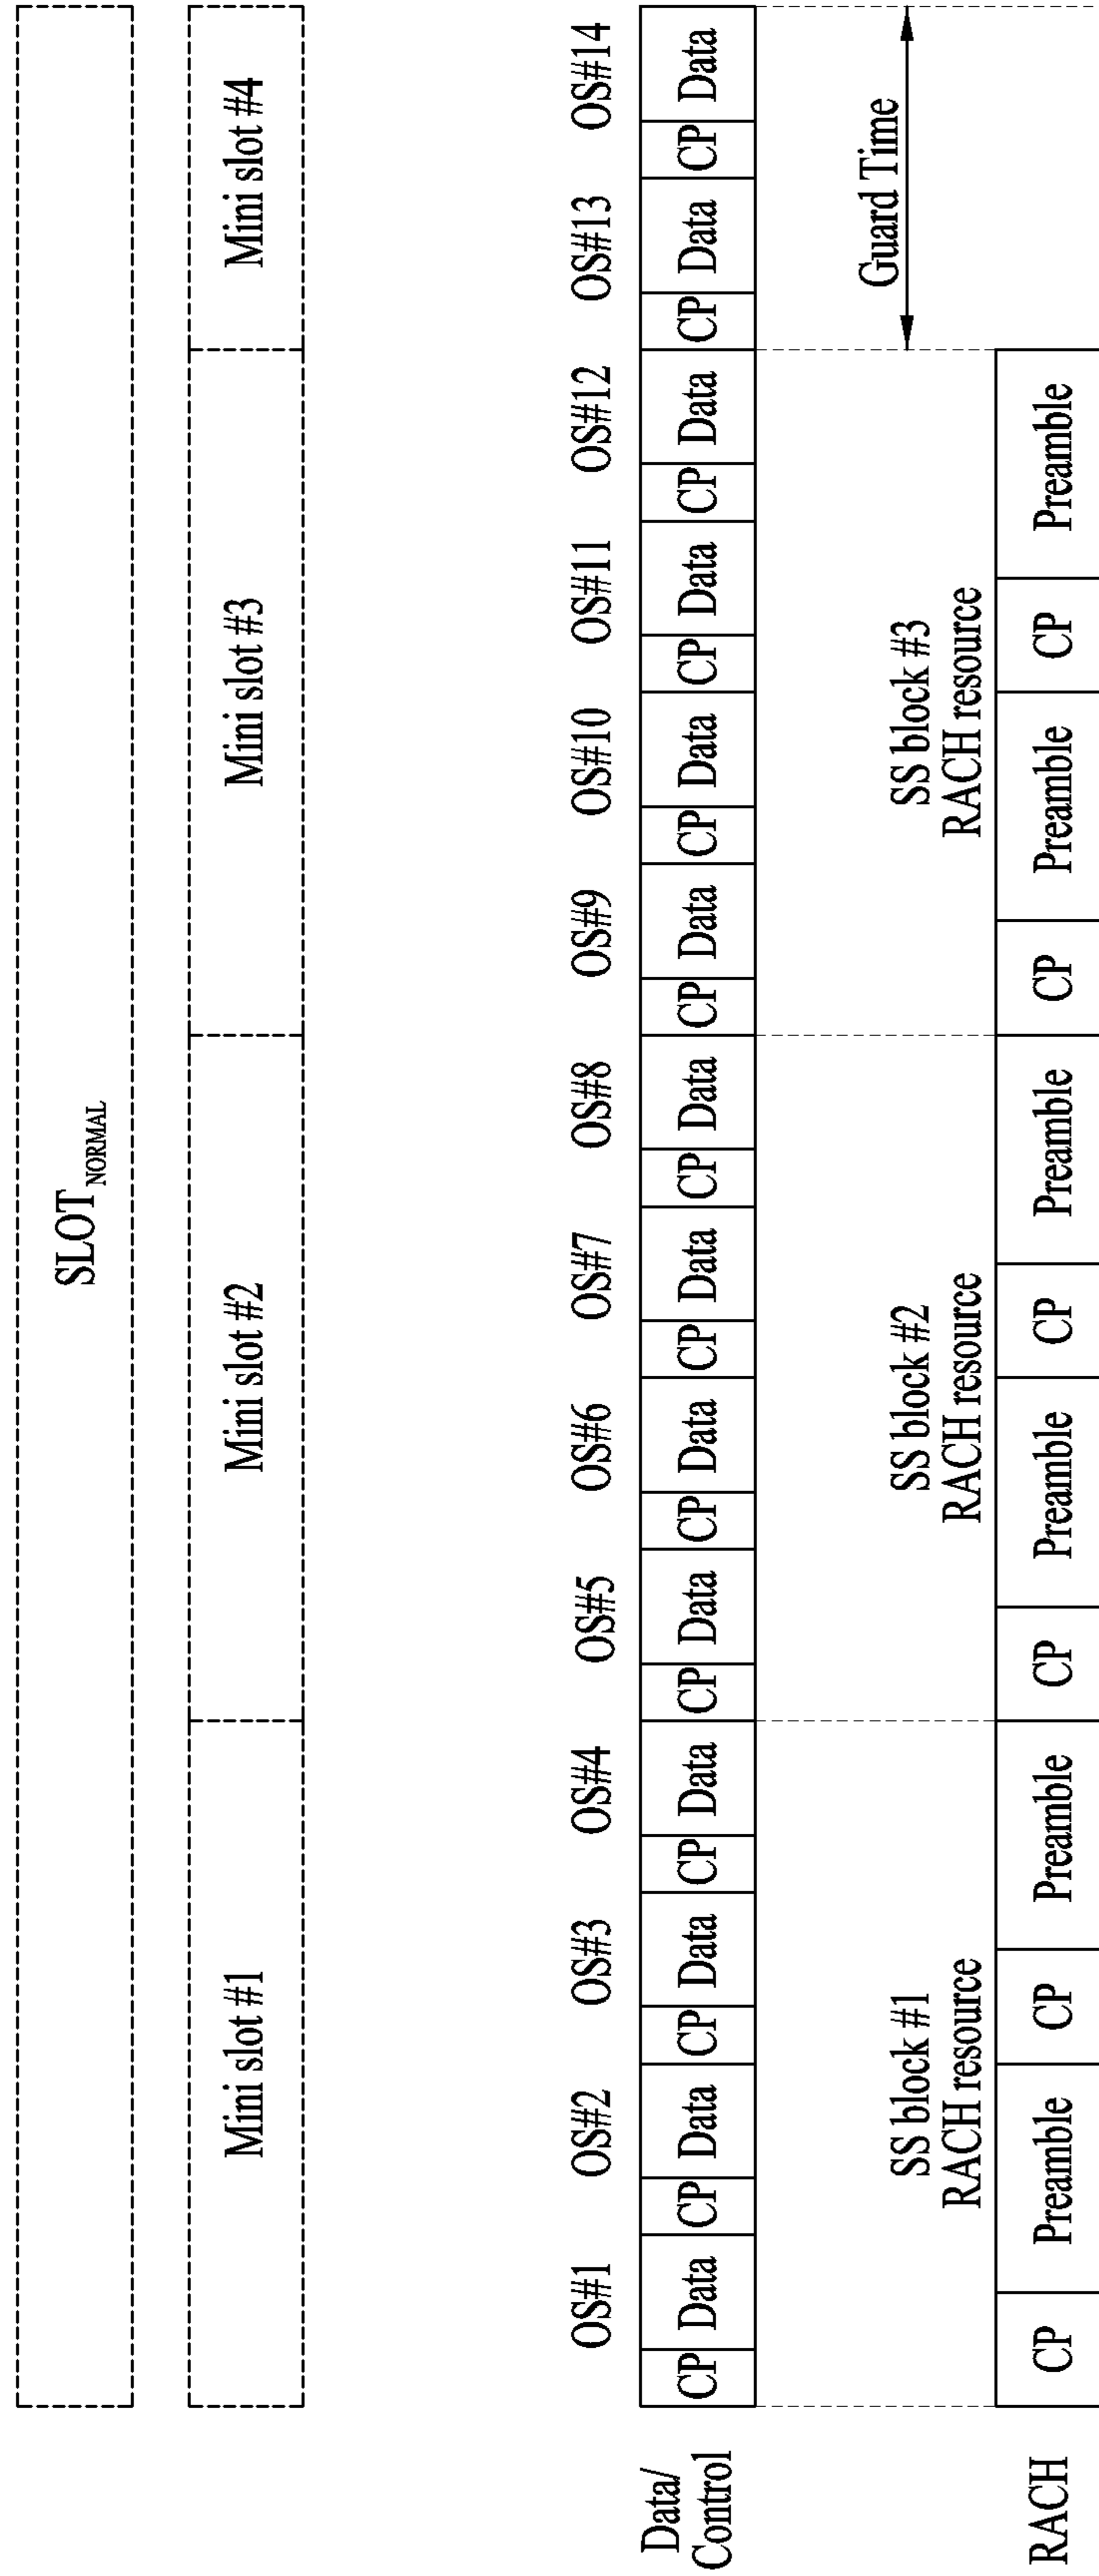 SLOT NORMAL
Mini slot #1
Mini slot #2
Mini slot #3
Mini slot #4
OS#1
OS#2
OS#3
OS#4
OS#5
OS#6
OS#7
OS#8
OS#9
OS#10
OS#11
OS#12
OS#13
OS#14
Data/
Control
CP Data CP Data CP Data CP Data CP Data CP Data CP Data CP Data CP Data CP Data CP Data CP Data CP Data CP Data
SS block #1
RACH resource
SS block #2
RACH resource
SS block #3
RACH resource
Guard Time
RACH
CP Preamble CP Preamble CP Preamble CP Preamble CP Preamble CP Preamble